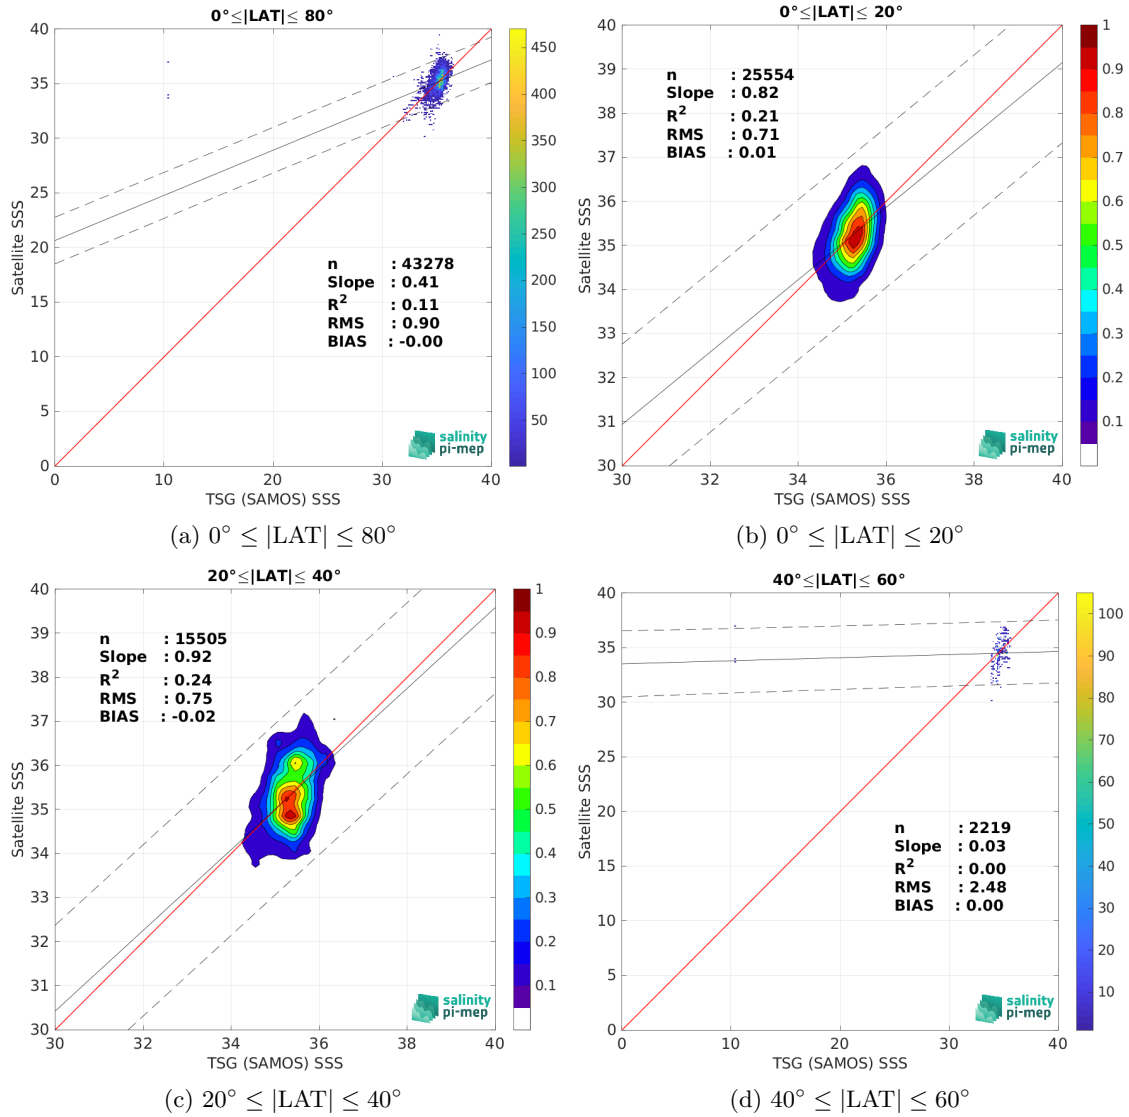 0°≤|LAT|≤ 80°
40
35
30
25
20
15
10
5
0
Satellite SSS
n : 43278
Slope : 0.41
R² : 0.11
RMS : 0.90
BIAS : -0.00
salinity
pi-mep
0 10 20 30 40
TSG (SAMOS) SSS
450
400
350
300
250
200
150
100
50
(a) 0° ≤ |LAT| ≤ 80°
0°≤|LAT|≤ 20°
40
39
38
37
36
35
34
33
32
31
30
Satellite SSS
n : 25554
Slope : 0.82
R² : 0.21
RMS : 0.71
BIAS : 0.01
salinity
pi-mep
30 32 34 36 38 40
TSG (SAMOS) SSS
1
0.9
0.8
0.7
0.6
0.5
0.4
0.3
0.2
0.1
(b) 0° ≤ |LAT| ≤ 20°
20°≤|LAT|≤ 40°
40
39
38
37
36
35
34
33
32
31
30
Satellite SSS
n : 15505
Slope : 0.92
R² : 0.24
RMS : 0.75
BIAS : -0.02
salinity
pi-mep
30 32 34 36 38 40
TSG (SAMOS) SSS
1
0.9
0.8
0.7
0.6
0.5
0.4
0.3
0.2
0.1
(c) 20° ≤ |LAT| ≤ 40°
40°≤|LAT|≤ 60°
40
35
30
25
20
15
10
5
0
Satellite SSS
n : 2219
Slope : 0.03
R² : 0.00
RMS : 2.48
BIAS : 0.00
salinity
pi-mep
0 10 20 30 40
TSG (SAMOS) SSS
100
90
80
70
60
50
40
30
20
10
(d) 40° ≤ |LAT| ≤ 60°